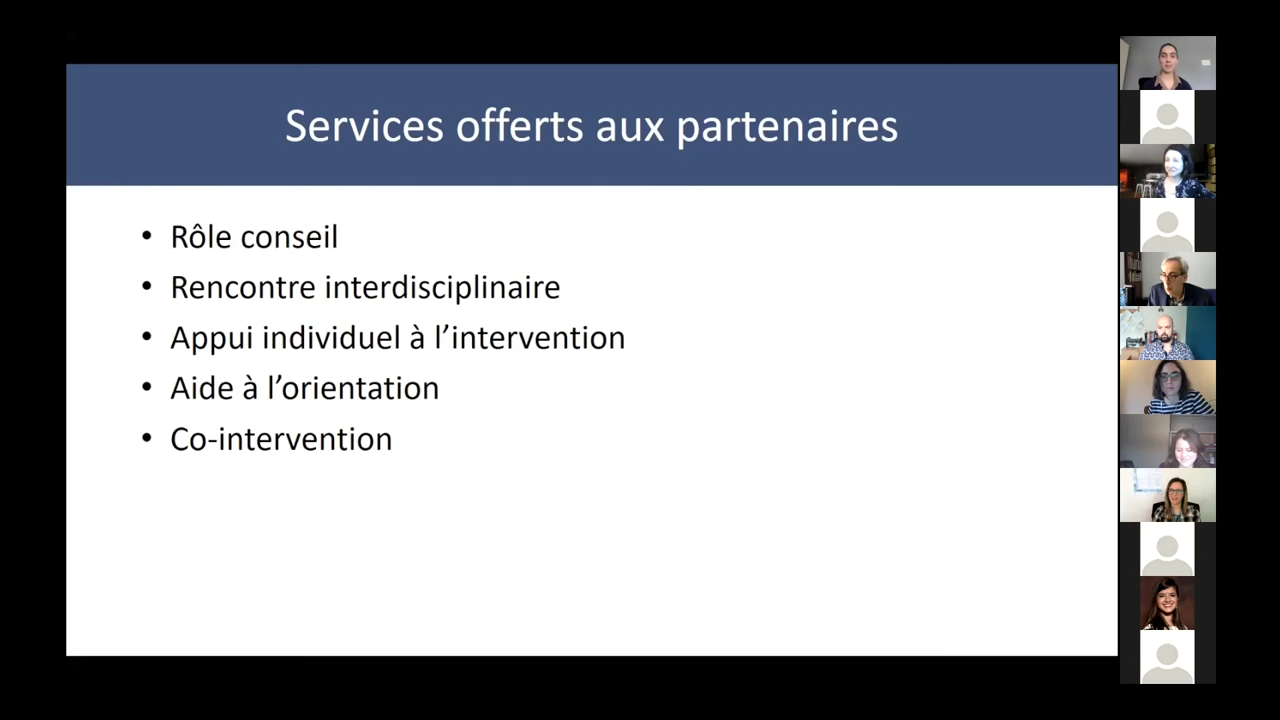 Services offerts aux partenaires
• Rôle conseil
• Rencontre interdisciplinaire
• Appui individuel à l’intervention
• Aide à l’orientation
• Co-intervention